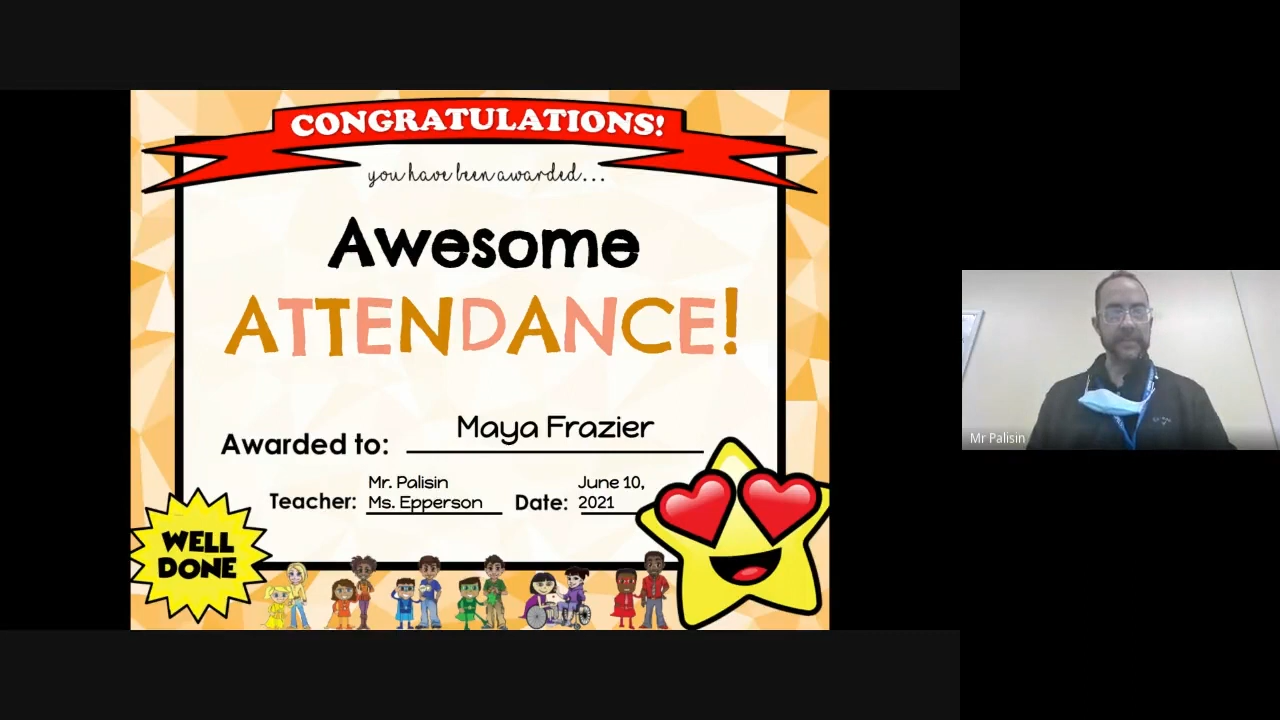 CONGRATULATIONS!
you have been awarded...
Awesome
ATTENDANCE!
Awarded to: Maya Frazier
Teacher: Mr. Palisin
Ms. Epperson
Date: June 10,
2021
WELL
DONE
Mr Palisin